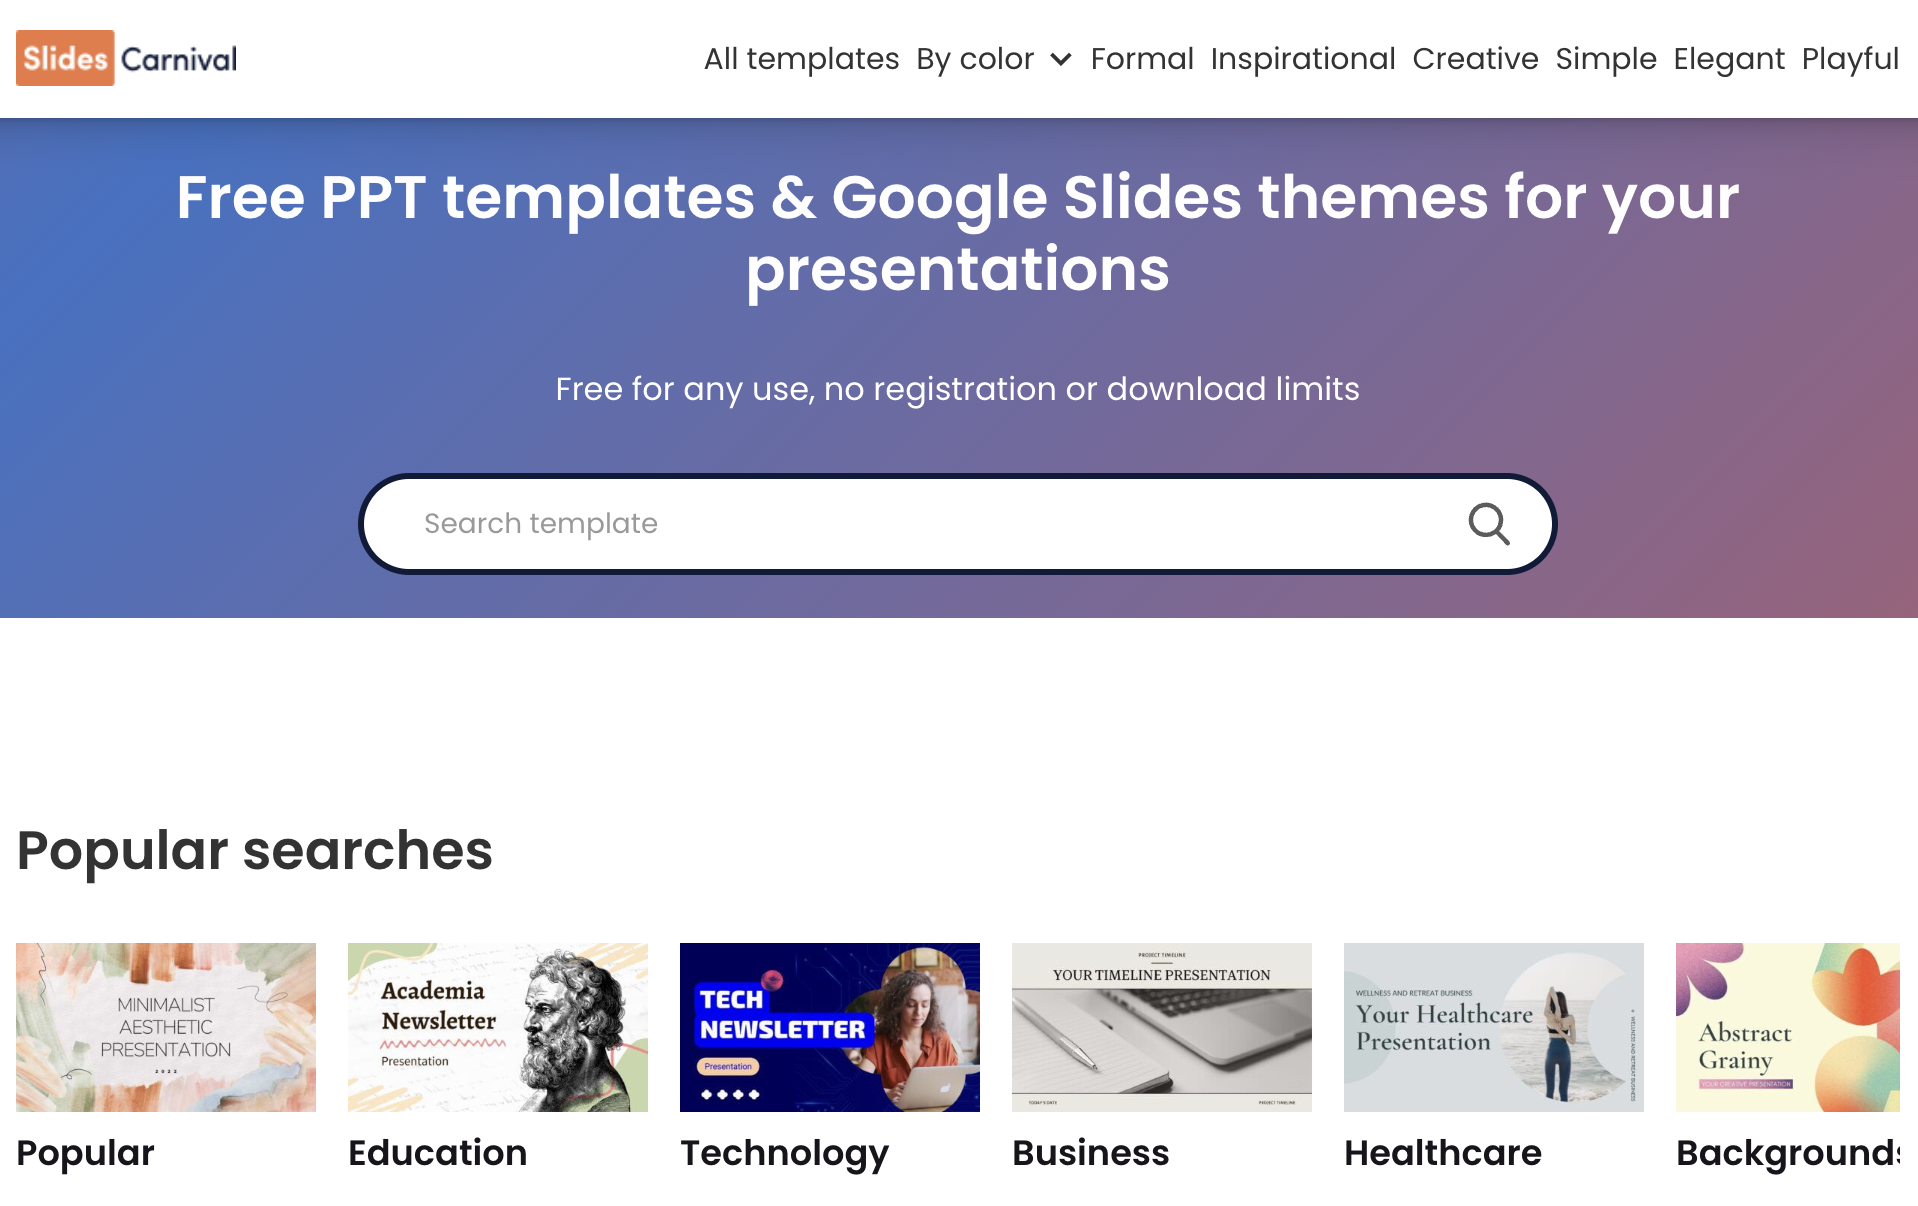 Slides Carnival
All templates By color Formal Inspirational Creative Simple Elegant Playful
Free PPT templates & Google Slides themes for your
presentations
Free for any use, no registration or download limits
Search template
Popular searches
MINIMALIST
AESTHETIC
PRESENTATION
2022
Popular
Academia
Newsletter
Presentation
Education
TECH
NEWSLETTER
Presentation
Technology
PROJECT TIMELINE
YOUR TIMELINE PRESENTATION
TODAY'S DATE
PROJECT TIMELINE
Business
WELLNESS AND RETREAT BUSINESS
Your Healthcare
Presentation
WELLNESS AND RETREAT BUSINESS
Healthcare
Abstract
Grainy
YOUR CREATIVE PRESENTATION
Backgrounds